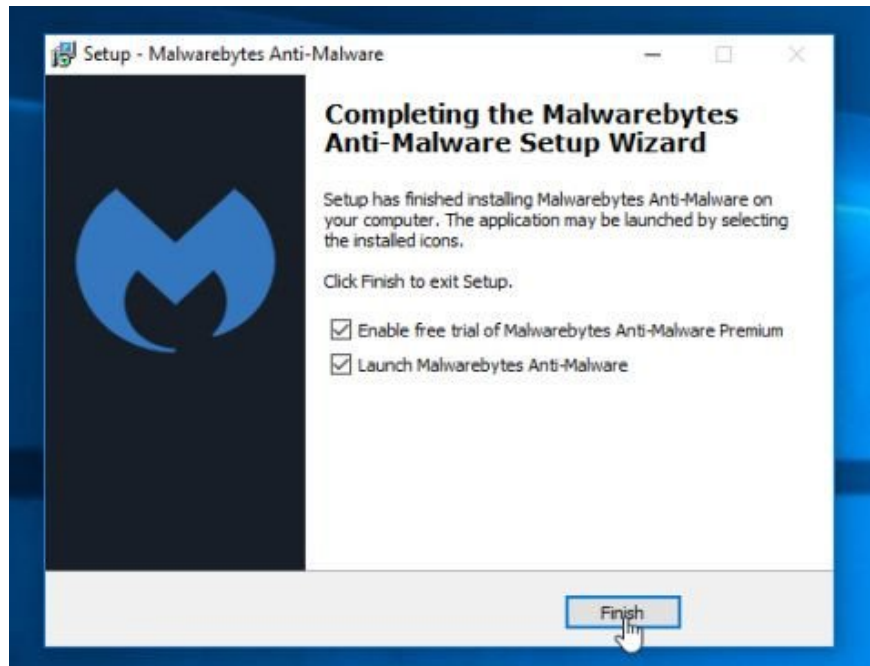 Setup - Malwarebytes Anti-Malware
Completing the Malwarebytes
Anti-Malware Setup Wizard
Setup has finished installing Malwarebytes Anti-Malware on
your computer. The application may be launched by selecting
the installed icons.
Click Finish to exit Setup.
Enable free trial of Malwarebytes Anti-Malware Premium
Launch Malwarebytes Anti-Malware
Finish